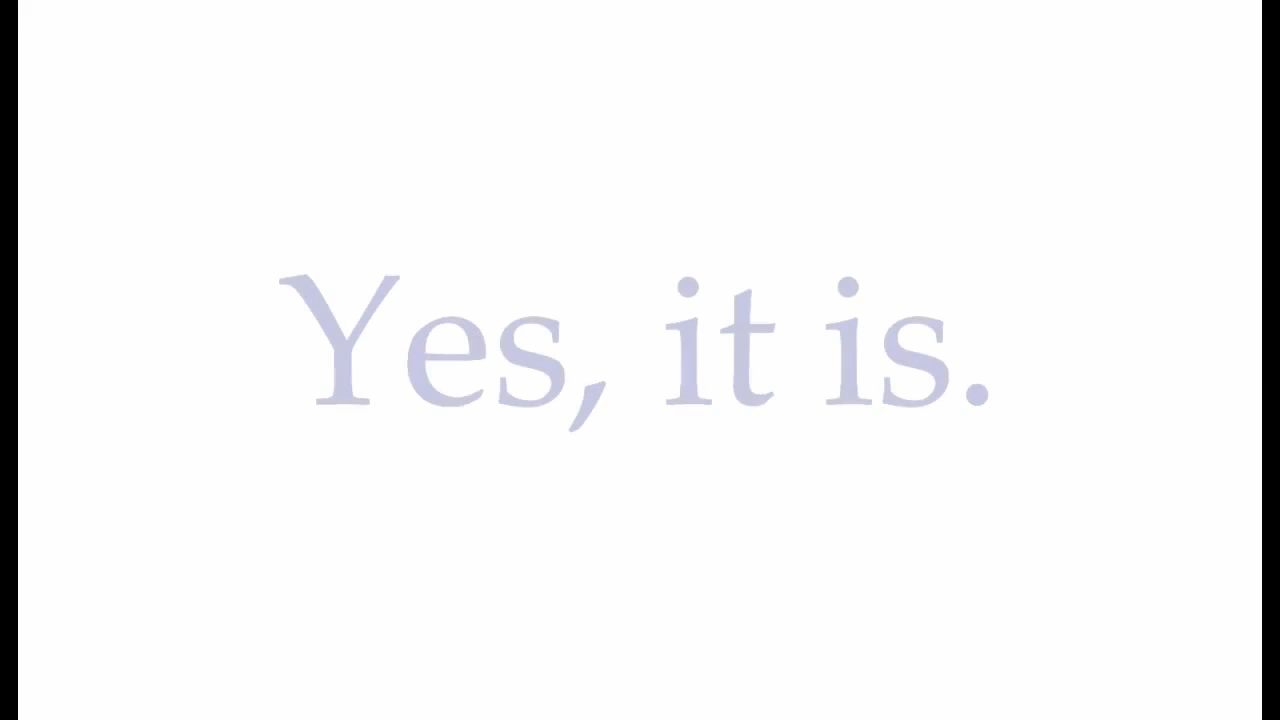 Yes, it is.